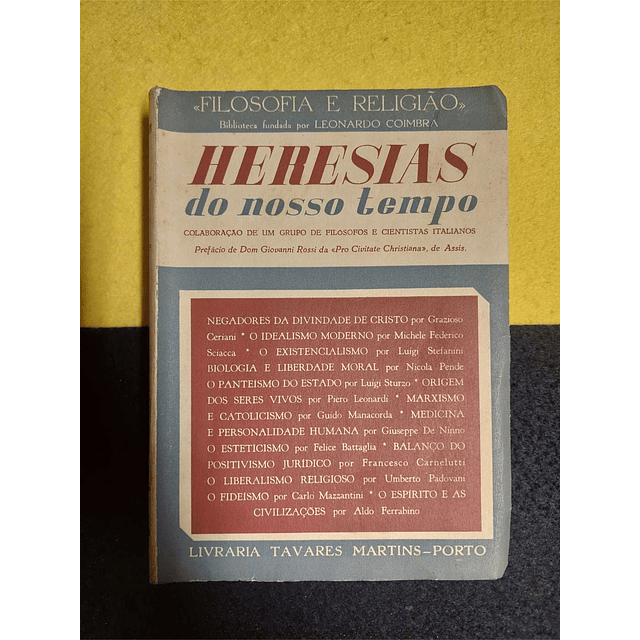 «FILOSOFIA E RELIGIÃO»
Biblioteca fundada por LEONARDO COIMBRA
HERESIAS
do nosso tempo
COLABORAÇÃO DE UM GRUPO DE FILÓSOFOS E CIENTISTAS ITALIANOS
Prefácio de Dom Giovanni Rossi da «Pro Civitate Christiana», de Assis.
NEGADORES DA DIVINDADE DE CRISTO por Grazioso
Ceriani * O IDEALISMO MODERNO por Michele Federico
Sciacca * O EXISTENCIALISMO por Luigi Stefanini
BIOLOGIA E LIBERDADE MORAL por Nicola Pende
O PANTEISMO DO ESTADO por Luigi Sturzo * ORIGEM
DOS SERES VIVOS por Piero Leonardi * MARXISMO
E CATOLICISMO por Guido Manacorda * MEDICINA
E PERSONALIDADE HUMANA por Giuseppe De Ninno
O ESTETICISMO por Felice Battaglia * BALANÇO DO
POSITIVISMO JURÍDICO por Francesco Carnelutti
O LIBERALISMO RELIGIOSO por Umberto Padovani
O FIDEISMO por Carlo Mazzantini * O ESPÍRITO E AS
CIVILIZAÇÕES por Aldo Ferrabino
LIVRARIA TAVARES MARTINS—PORTO